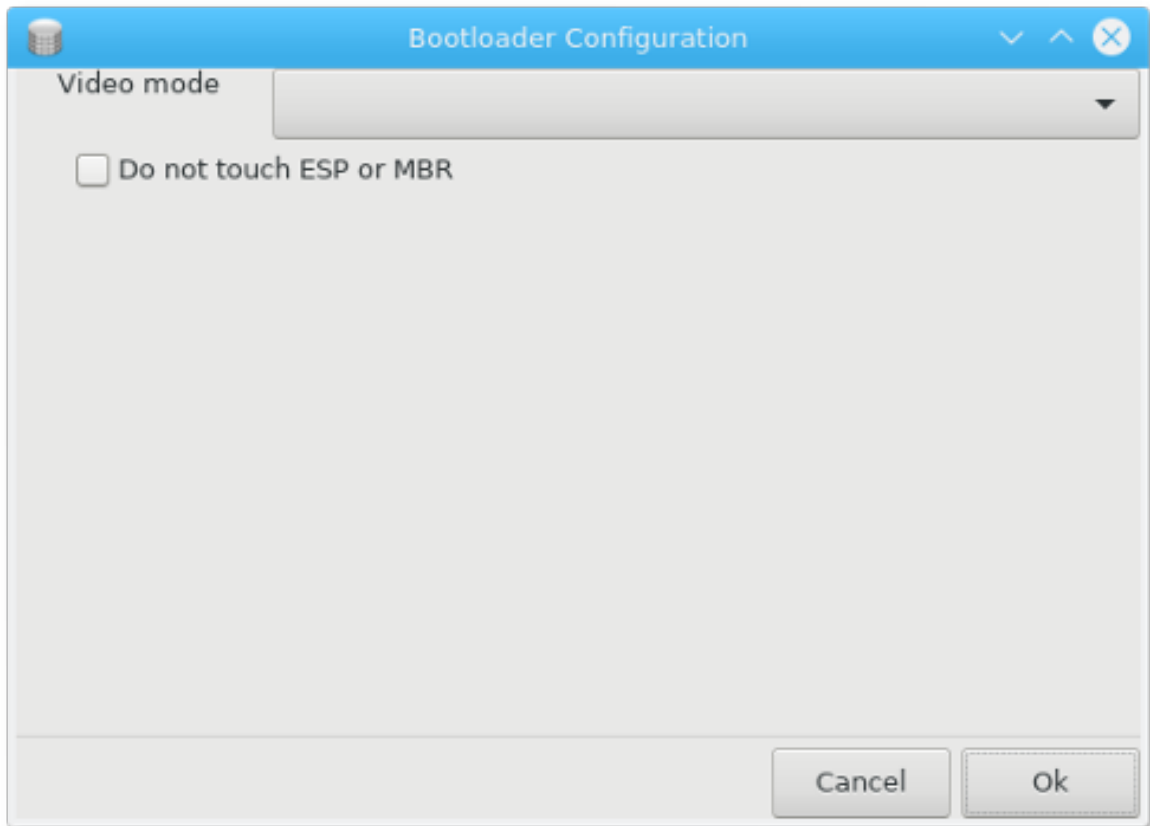 Bootloader Configuration
Video mode
Do not touch ESP or MBR
Cancel
Ok